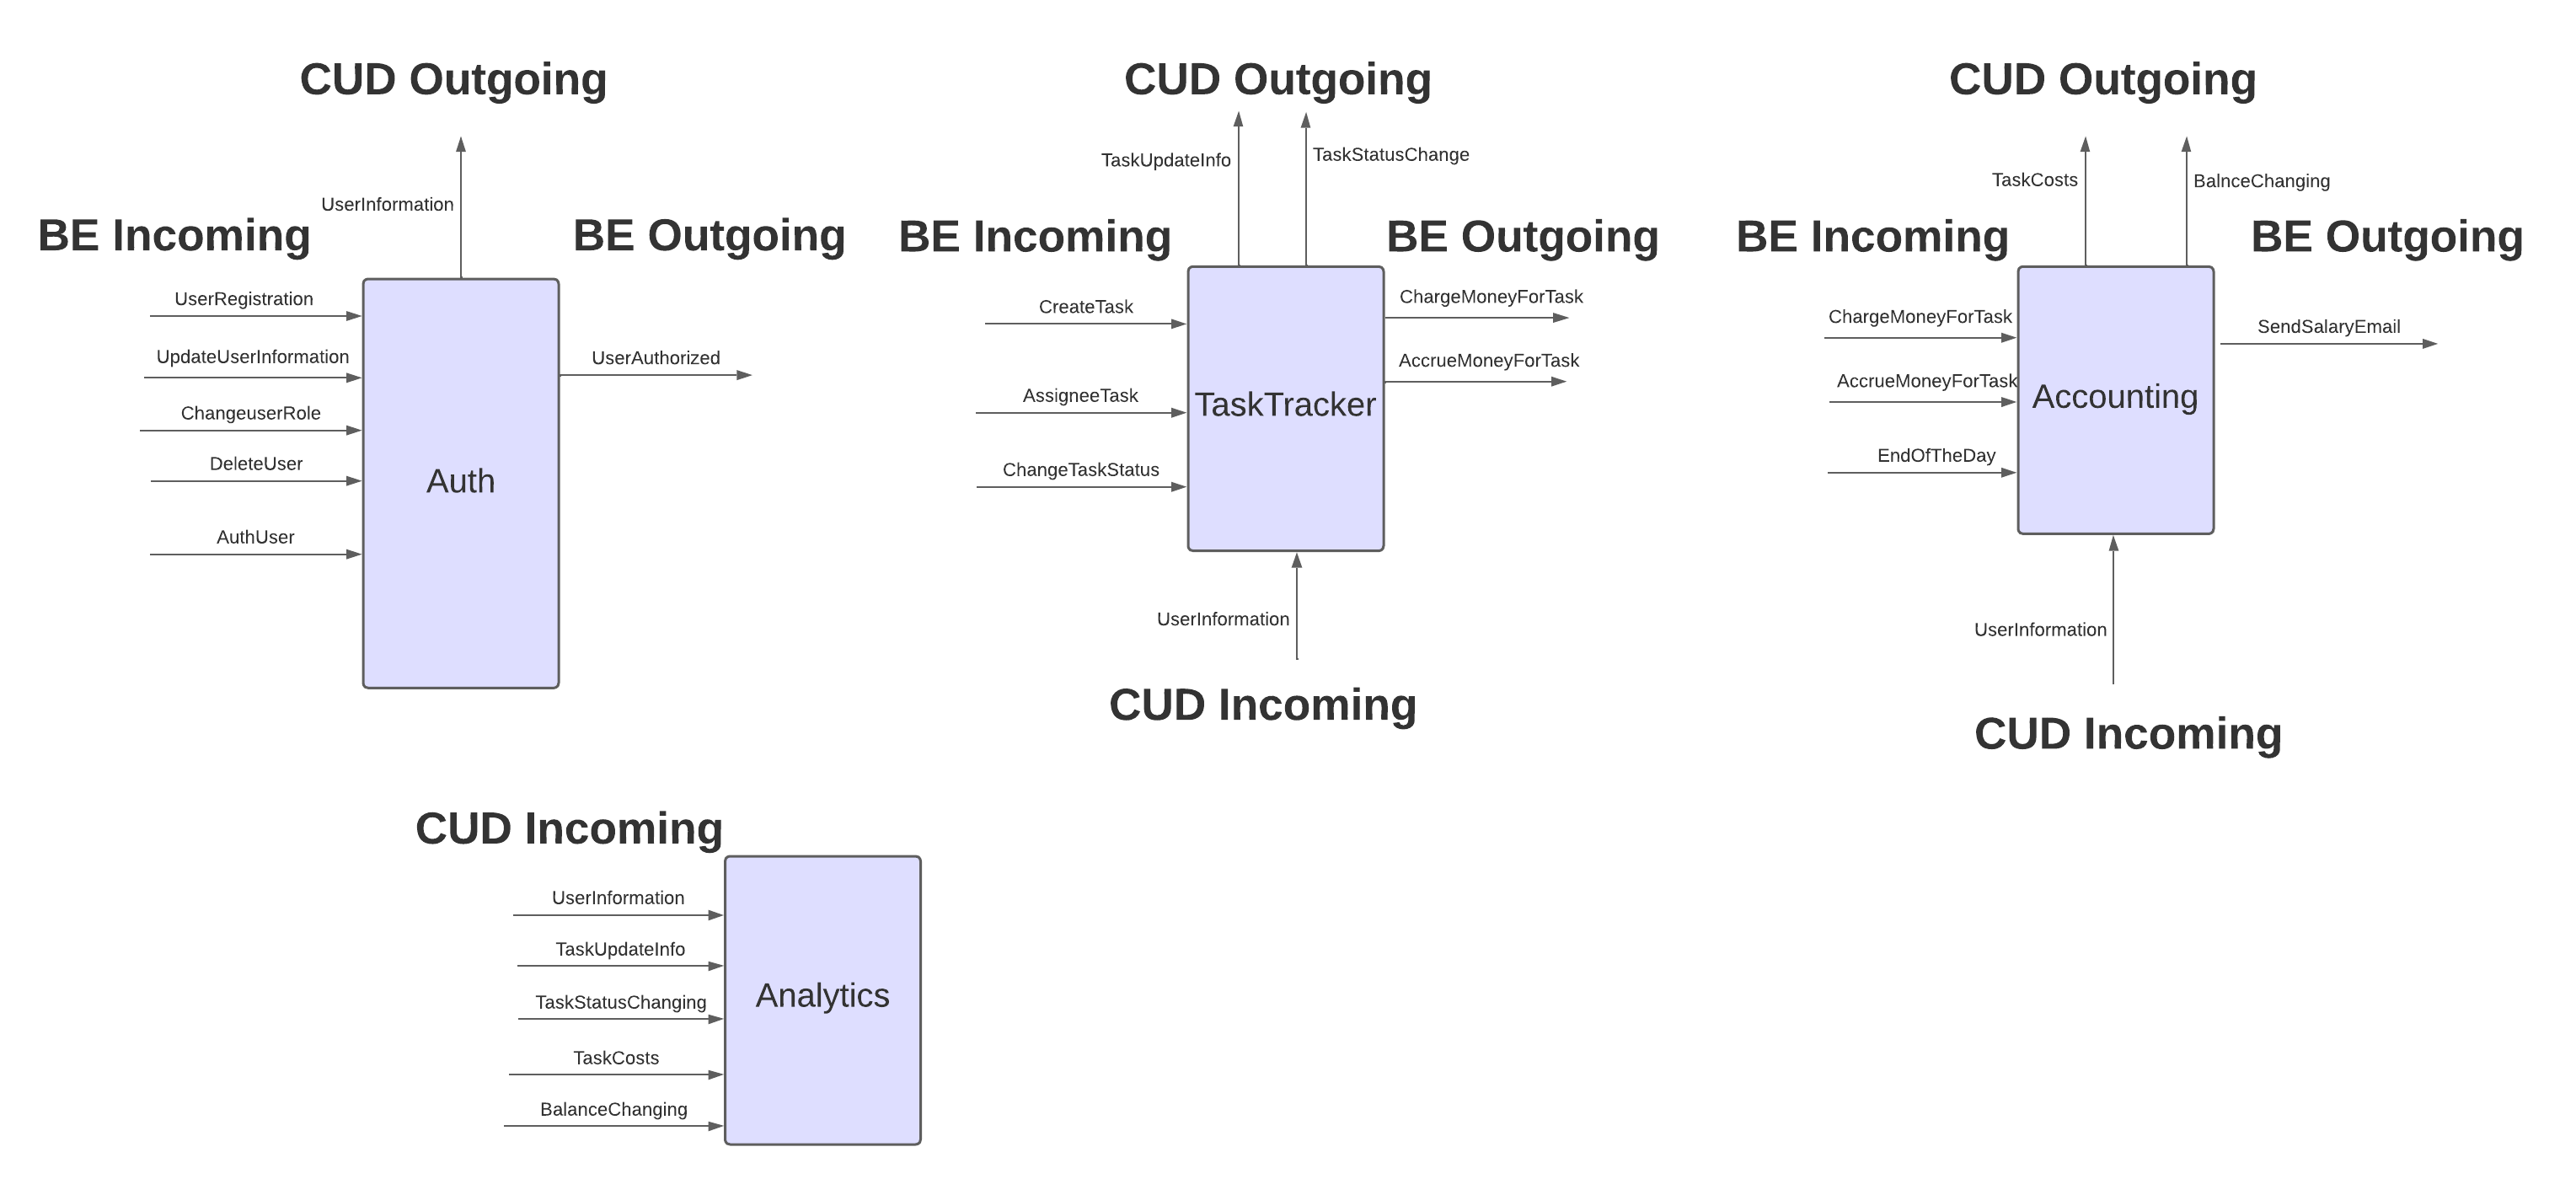 CUD Outgoing
UserInformation
BE Incoming
BE Outgoing
UserRegistration
UpdateUserInformation
ChangeuserRole
DeleteUser
AuthUser
Auth
UserAuthorized
CUD Outgoing
TaskUpdateInfo
TaskStatusChange
BE Incoming
BE Outgoing
CreateTask
AssigneeTask
ChangeTaskStatus
TaskTracker
ChargeMoneyForTask
AccrueMoneyForTask
UserInformation
CUD Incoming
CUD Outgoing
TaskCosts
BalnceChanging
BE Incoming
BE Outgoing
ChargeMoneyForTask
AccrueMoneyForTask
EndOfTheDay
Accounting
SendSalaryEmail
UserInformation
CUD Incoming
CUD Incoming
UserInformation
TaskUpdateInfo
TaskStatusChanging
TaskCosts
BalanceChanging
Analytics